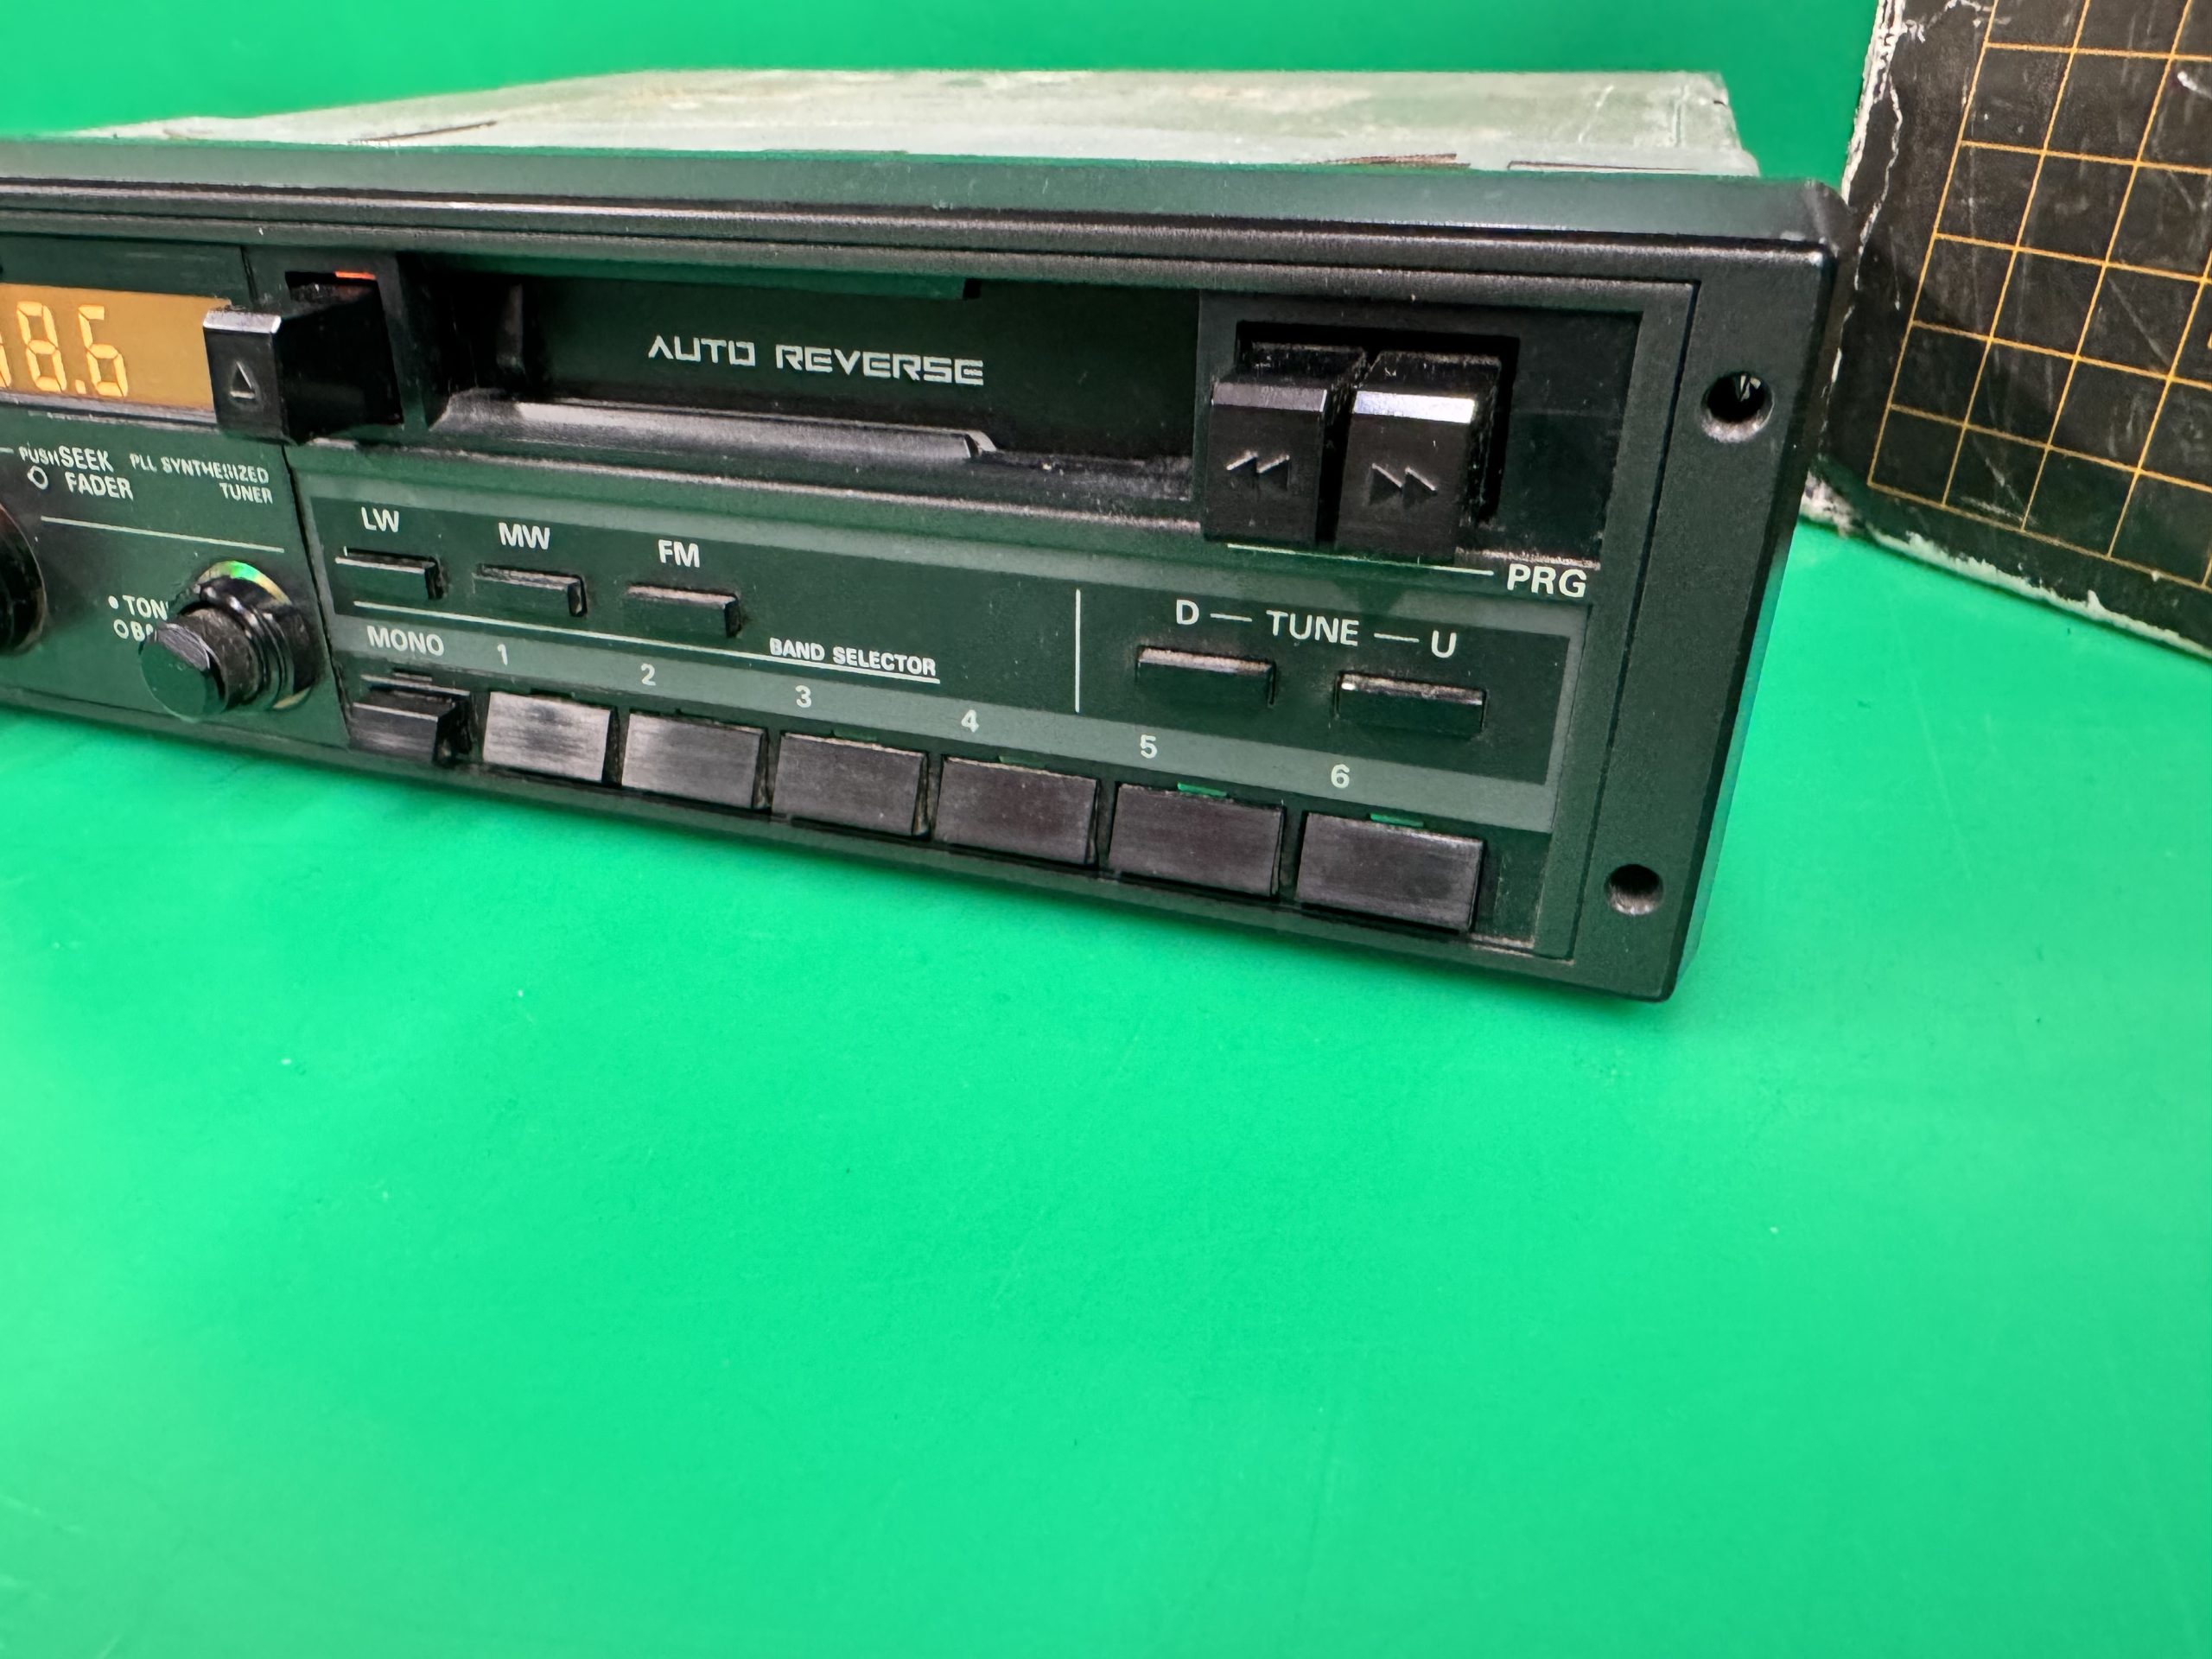 8.6
AUTO REVERSE
PUSH SEEK
FADER
PLL SYNTHESIZED
TUNER
LW
MW
FM
PRG
D — TUNE — U
BAND SELECTOR
MONO
1
2
3
4
5
6